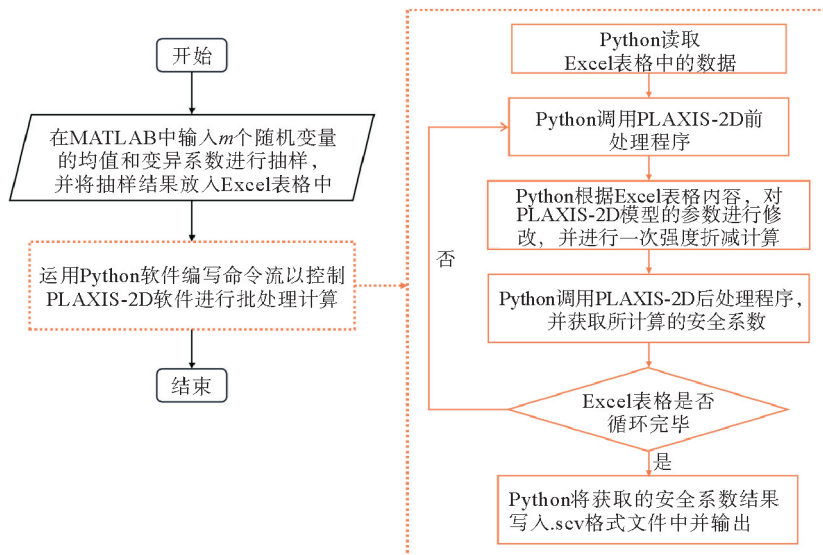 开始
在MATLAB中输入m个随机变量
的均值和变异系数进行抽样,
并将抽样结果放入Excel表格中
运用Python软件编写命令流以控制
PLAXIS-2D软件进行批处理计算
结束
Python读取
Excel表格中的数据
Python调用PLAXIS-2D前
处理程序
Python根据Excel表格内容，对
PLAXIS-2D模型的参数进行修
改，并进行一次强度折减计算
Python调用PLAXIS-2D后处理程序，
并获取所计算的安全系数
Excel表格是否
循环完毕
否
是
Python将获取的安全系数结果
写入.scv格式文件中并输出